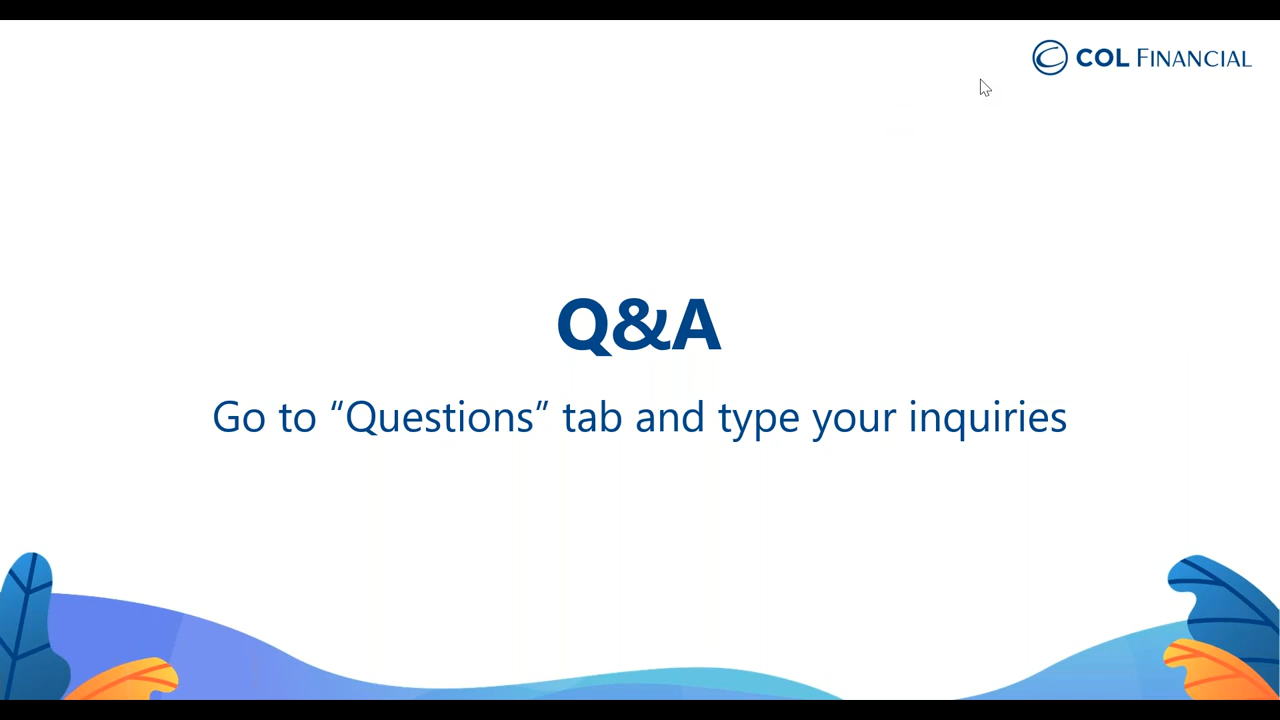 COL FINANCIAL
Q&A
Go to “Questions” tab and type your inquiries